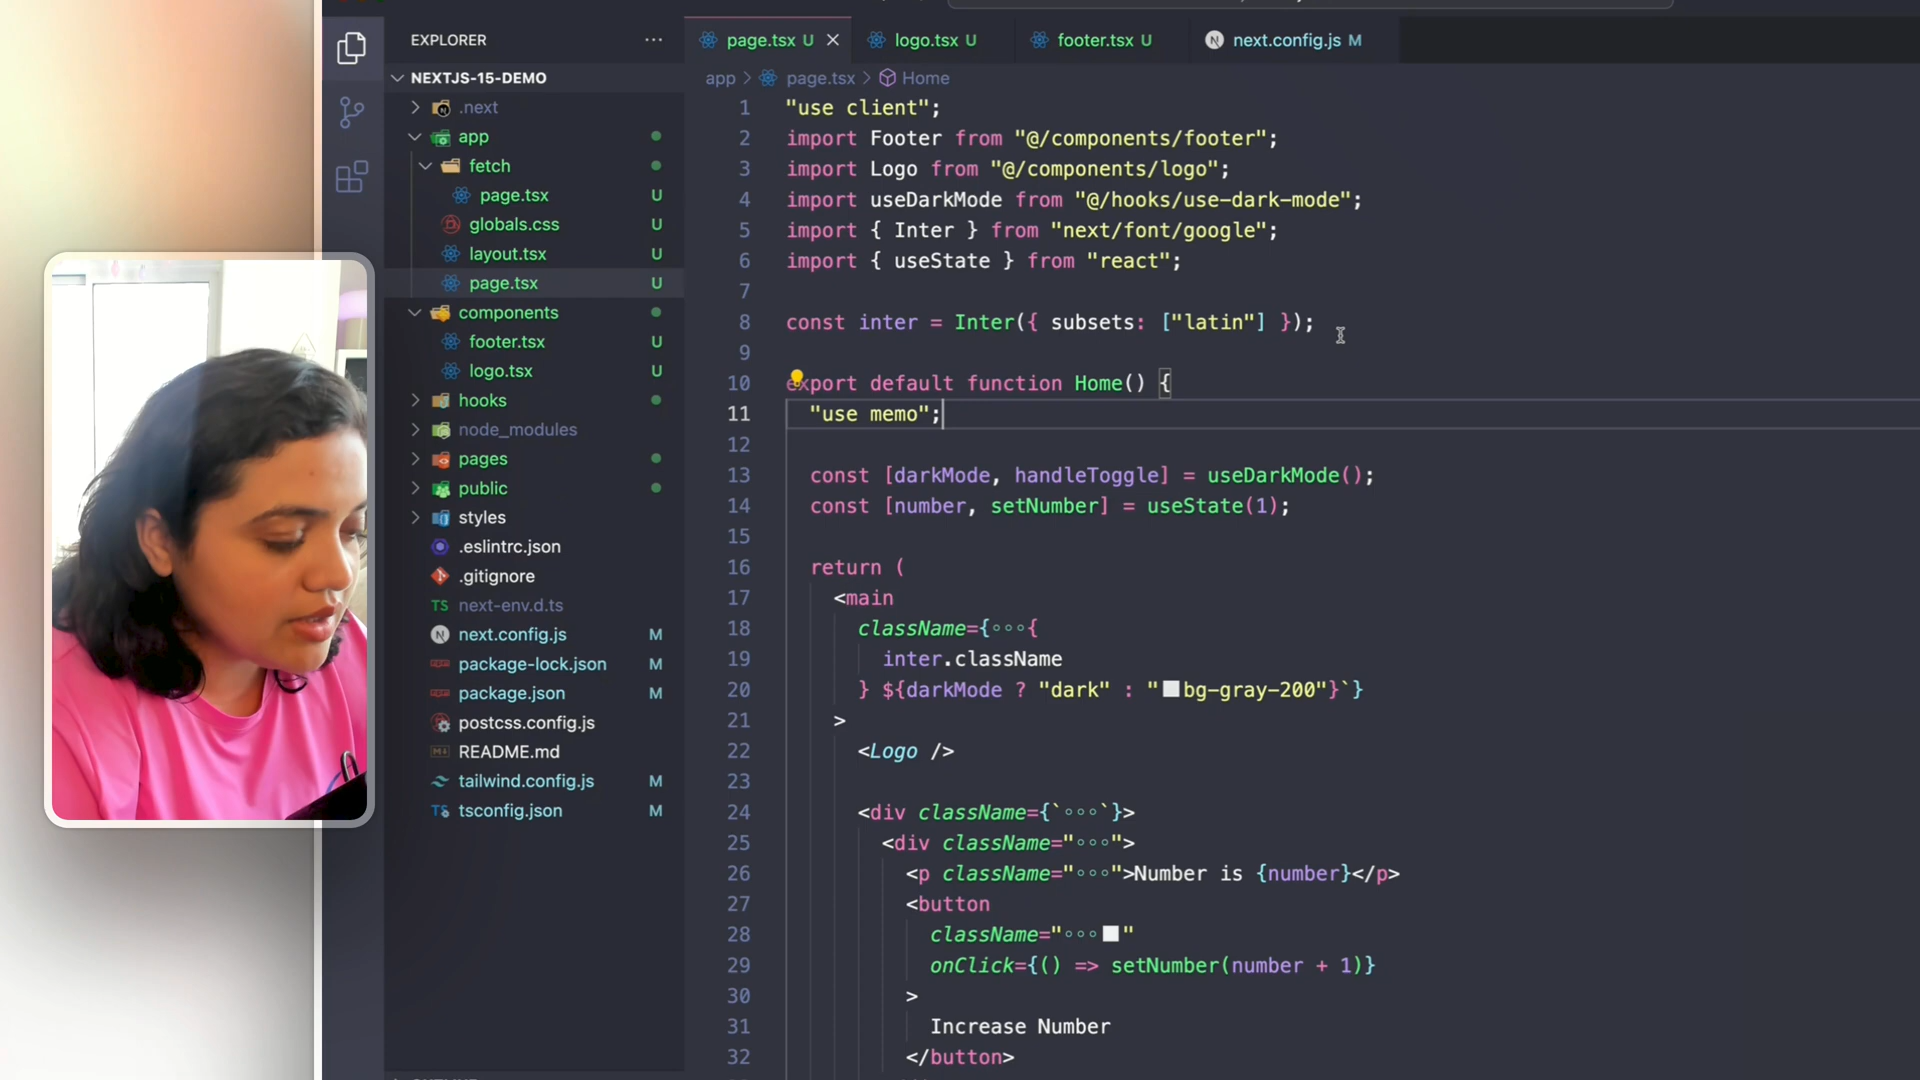 EXPLORER
NEXTJS-15-DEMO
.next
app
fetch
page.tsx U
globals.css U
layout.tsx U
page.tsx U
components
footer.tsx U
logo.tsx U
hooks
node_modules
pages
public
styles
.eslintrc.json
.gitignore
next-env.d.ts
next.config.js M
package-lock.json M
package.json M
postcss.config.js
README.md
tailwind.config.js M
tsconfig.json M
page.tsx U
logo.tsx U
footer.tsx U
next.config.js M
app > page.tsx > Home
1 "use client";
2 import Footer from "@/components/footer";
3 import Logo from "@/components/logo";
4 import useDarkMode from "@/hooks/use-dark-mode";
5 import { Inter } from "next/font/google";
6 import { useState } from "react";
7
8 const inter = Inter({ subsets: ["latin"] });
9
10 export default function Home() {
11 "use memo";
12
13 const [darkMode, handleToggle] = useDarkMode();
14 const [number, setNumber] = useState(1);
15
16 return (
17 <main
18 className={◦◦◦{
19 inter.className
20 } ${darkMode ? "dark" : "bg-gray-200"}`}
21 >
22 <Logo />
23
24 <div className={`◦◦◦`}>
25 <div className="◦◦◦">
26 <p className="◦◦◦">Number is {number}</p>
27 <button
28 className="◦◦◦"
29 onClick={() => setNumber(number + 1)}
30 >
31 Increase Number
32 </button>